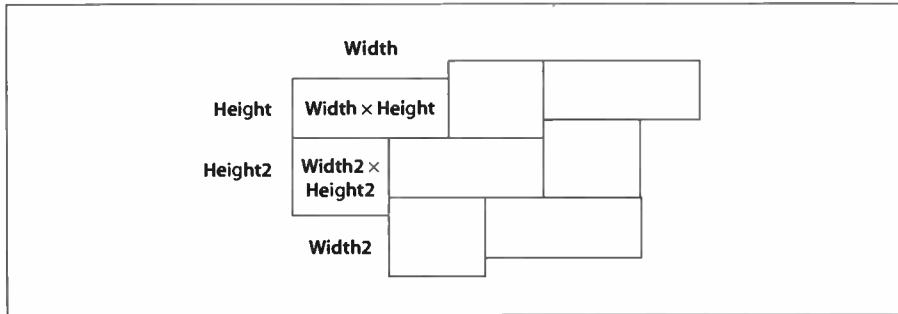 Width
Height
Width × Height
Height2
Width2 ×
Height2
Width2